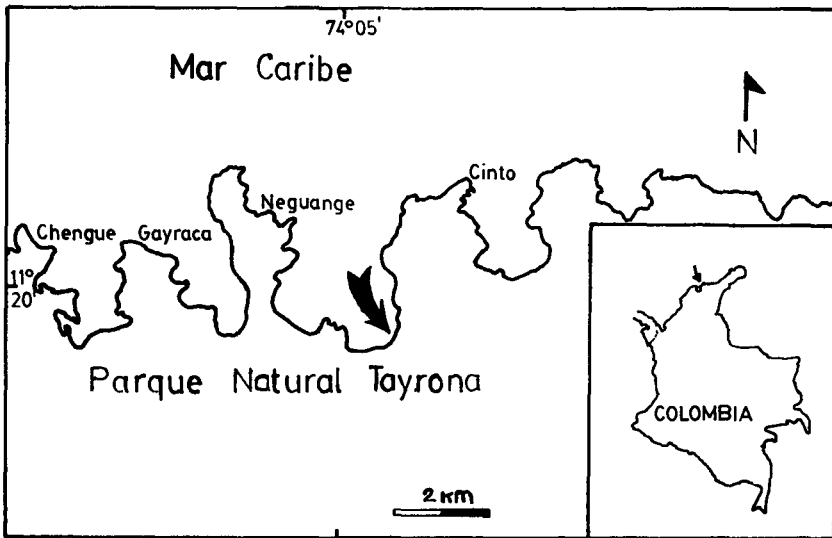 74°05'
Mar Caribe
N
Cinto
Neguange
Chengue
Gayraca
11°
20'
Parque Natural Tayrona
COLOMBIA
2 KM